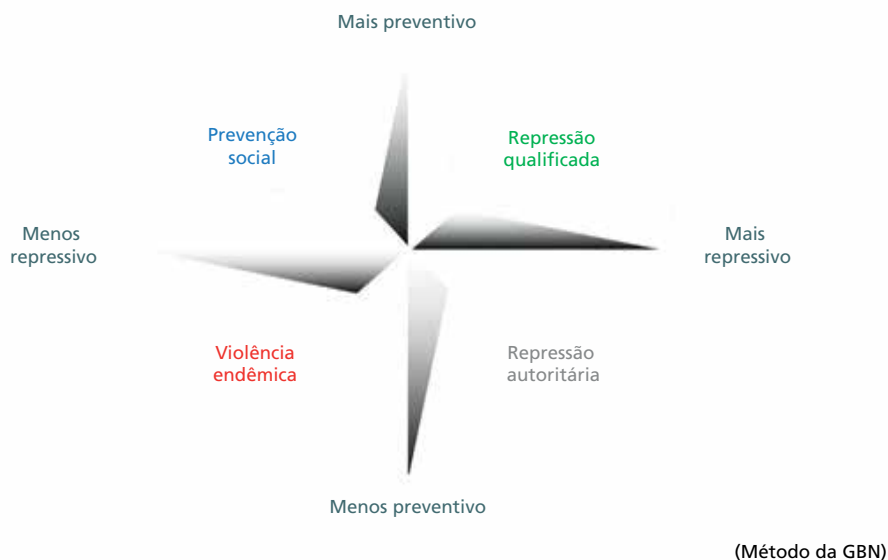 Mais preventivo
Prevenção
social
Repressão
qualificada
Menos
repressivo
Mais
repressivo
Violência
endêmica
Repressão
autoritária
Menos preventivo
(Método da GBN)